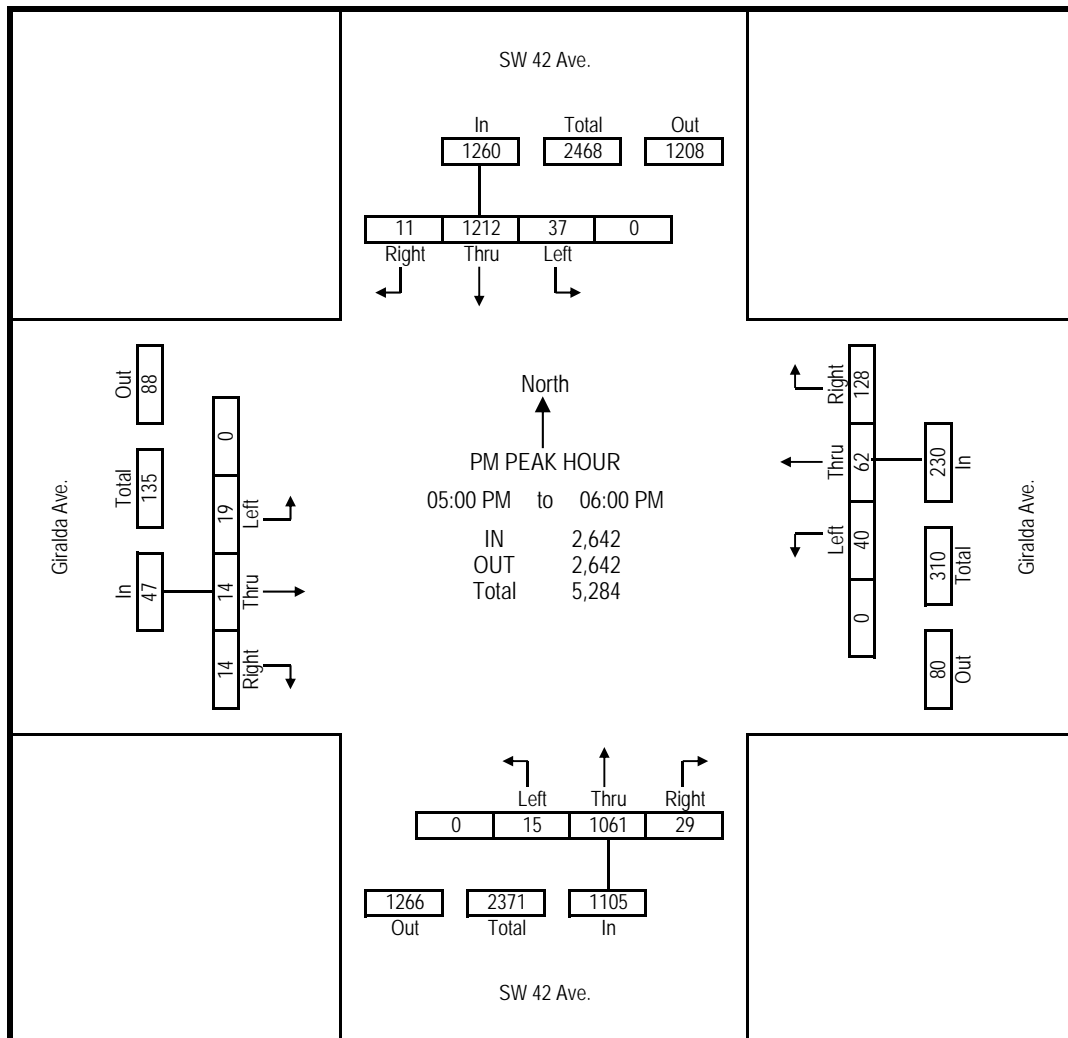 SW 42 Ave.
In Total Out
1260 2468 1208
11 1212 37 0
Right Thru Left
Out 88
Total 135
In 47
0
19 Left
14 Thru
14 Right
Giralda Ave.
North
PM PEAK HOUR
05:00 PM to 06:00 PM
IN 2,642
OUT 2,642
Total 5,284
Right 128
Thru 62
Left 40
0
230 In
310 Total
80 Out
Giralda Ave.
Left Thru Right
0 15 1061 29
1266 2371 1105
Out Total In
SW 42 Ave.